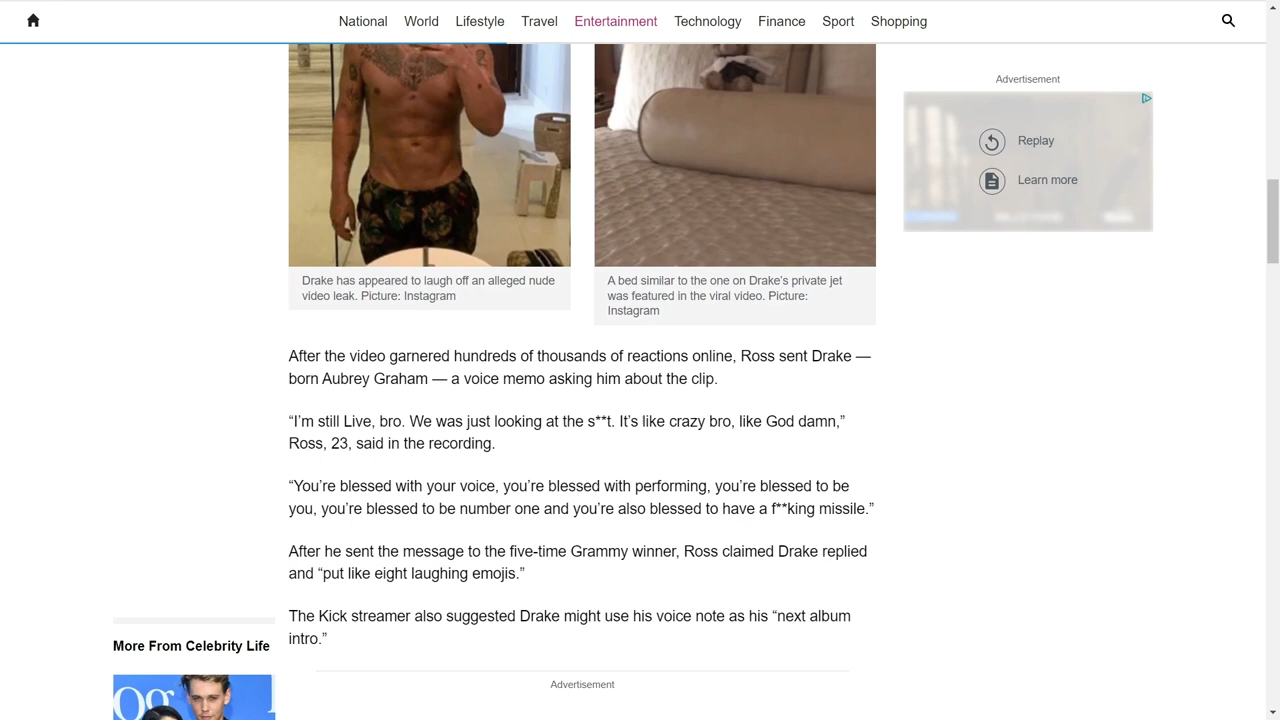 National World Lifestyle Travel Entertainment Technology Finance Sport Shopping
Advertisement
Replay
Learn more
Drake has appeared to laugh off an alleged nude
video leak. Picture: Instagram
A bed similar to the one on Drake’s private jet
was featured in the viral video. Picture:
Instagram
After the video garnered hundreds of thousands of reactions online, Ross sent Drake —
born Aubrey Graham — a voice memo asking him about the clip.
“I’m still Live, bro. We was just looking at the s**t. It’s like crazy bro, like God damn,”
Ross, 23, said in the recording.
“You’re blessed with your voice, you’re blessed with performing, you’re blessed to be
you, you’re blessed to be number one and you’re also blessed to have a f**king missile.”
After he sent the message to the five-time Grammy winner, Ross claimed Drake replied
and “put like eight laughing emojis.”
The Kick streamer also suggested Drake might use his voice note as his “next album
intro.”
More From Celebrity Life
Og
Advertisement